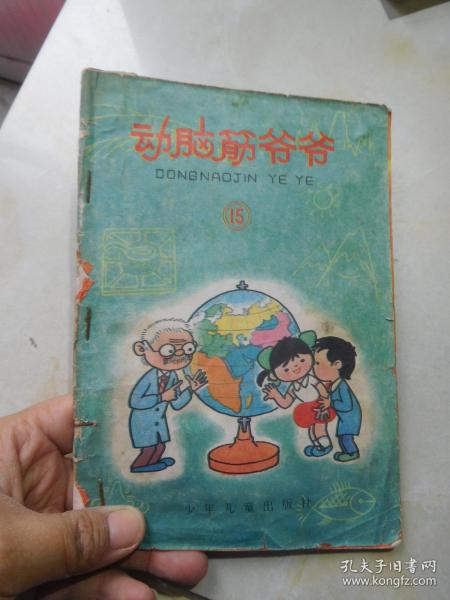 动脑筋爷爷
DONGNAOJIN YE YE
15
少年儿童出版社
孔夫子旧书网
www.kongfz.com